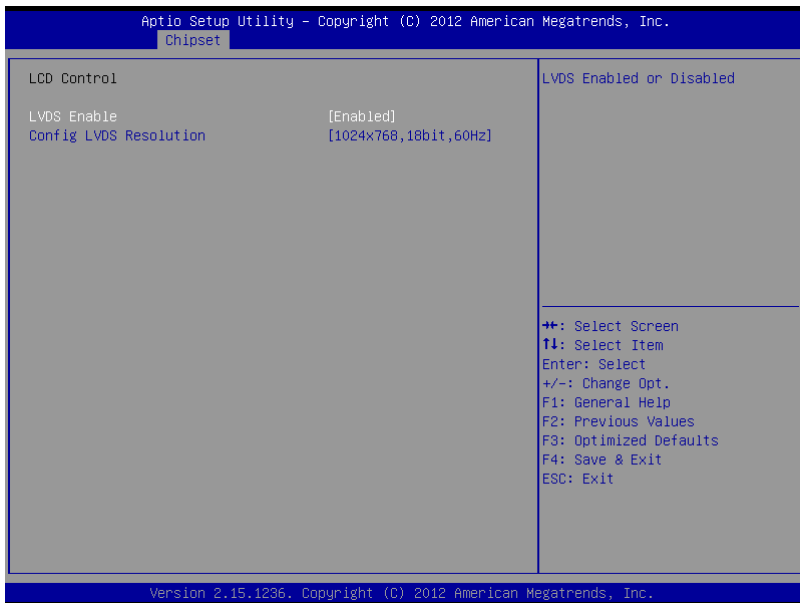 Aptio Setup Utility – Copyright (C) 2012 American Megatrends, Inc.
Chipset
LCD Control
LVDS Enable [Enabled]
Config LVDS Resolution [1024x768,18bit,60Hz]
LVDS Enabled or Disabled
→←: Select Screen
↑↓: Select Item
Enter: Select
+/-: Change Opt.
F1: General Help
F2: Previous Values
F3: Optimized Defaults
F4: Save & Exit
ESC: Exit
Version 2.15.1236. Copyright (C) 2012 American Megatrends, Inc.